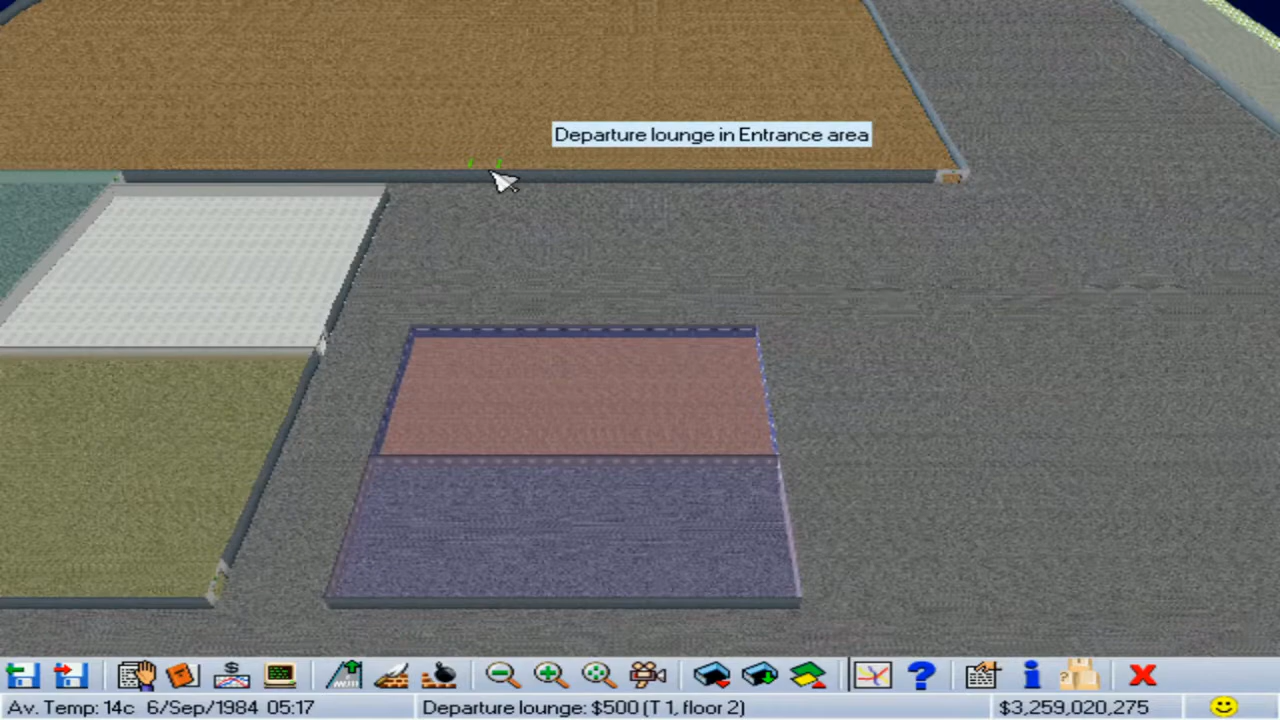 Departure lounge in Entrance area
Av. Temp: 14c 6/Sep/1984 05:17
Departure lounge: $500 (T 1, floor 2)
$3,259,020,275